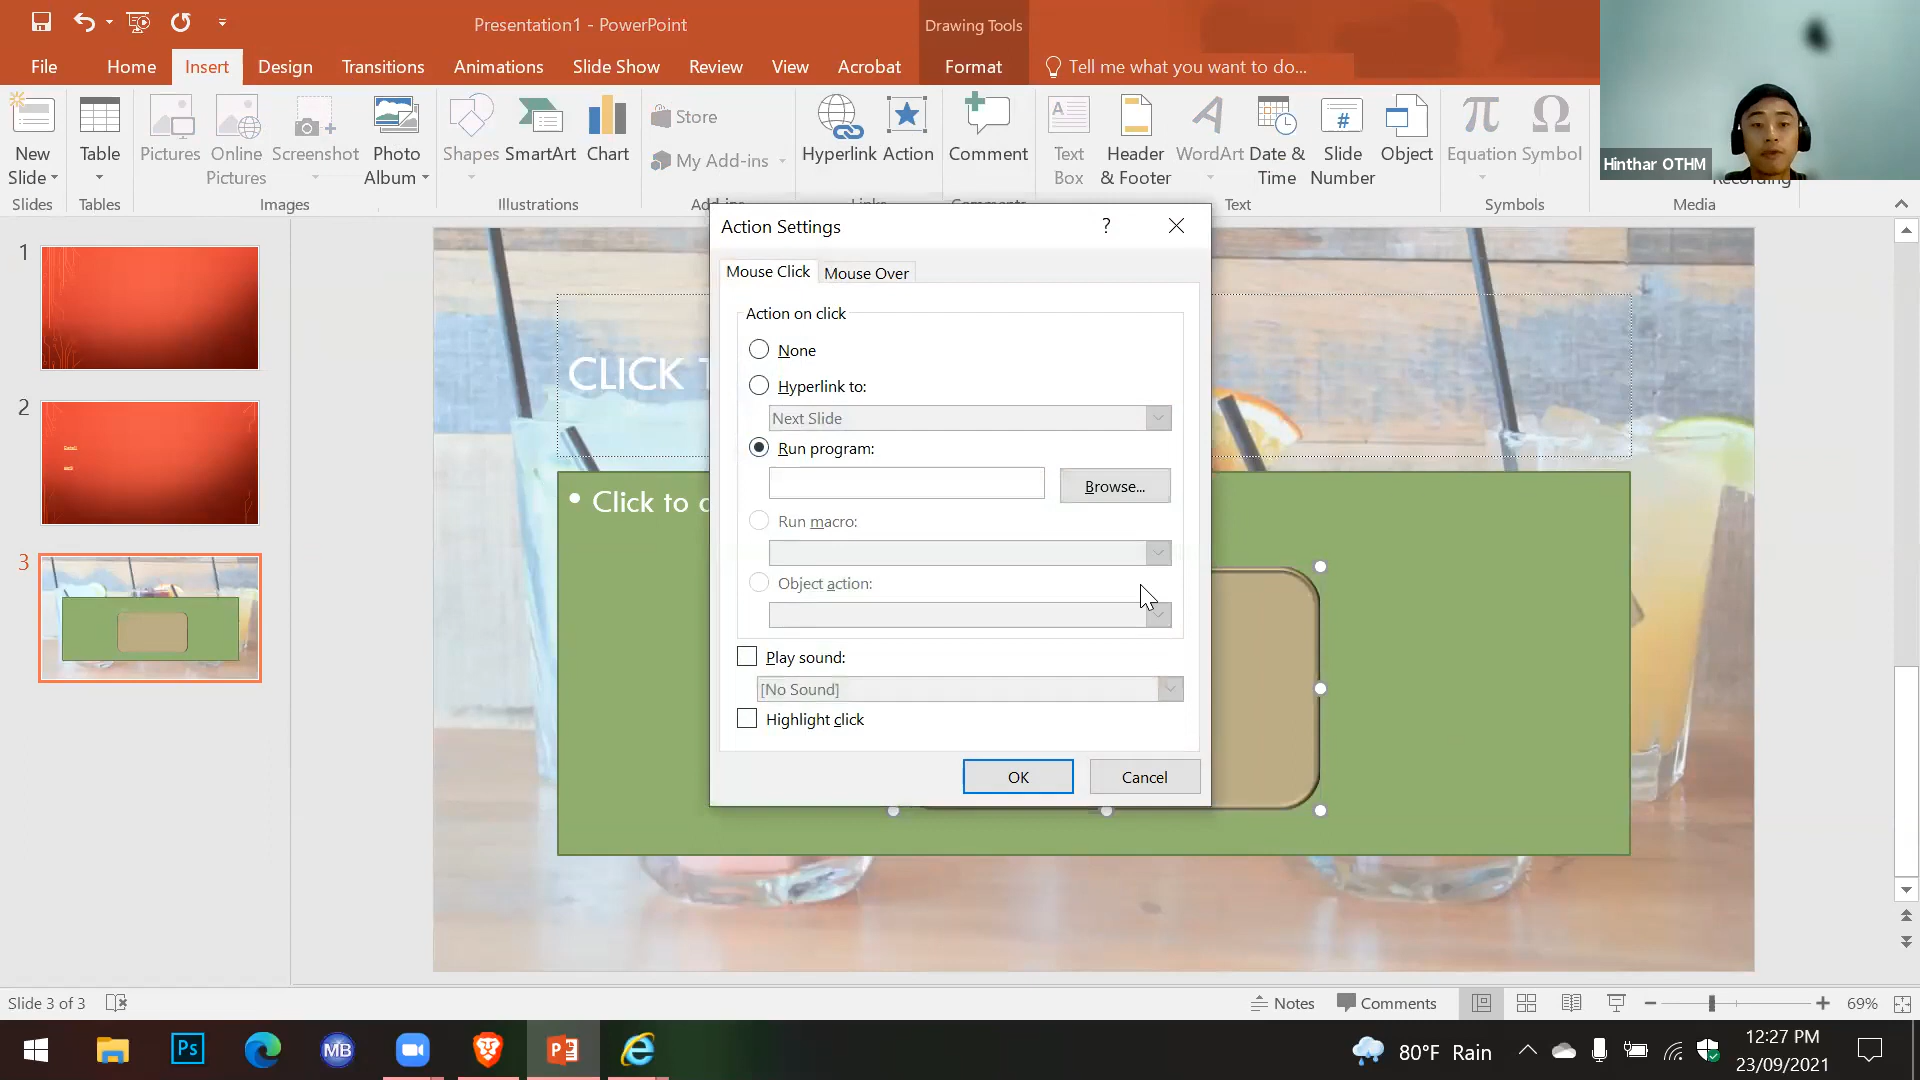 Presentation1 - PowerPoint
Drawing Tools
File Home Insert Design Transitions Animations Slide Show Review View Acrobat Format Tell me what you want to do...
New Slide
Table
Pictures
Online Pictures
Screenshot
Photo Album
Shapes
SmartArt
Chart
Store
My Add-ins
Hyperlink
Action
Comment
Text Box
Header & Footer
WordArt
Date & Time
Slide Number
Object
Equation
Symbol
Hinthar OTHM
Slides
Tables
Images
Illustrations
Text
Symbols
Media
Action Settings
Mouse Click
Mouse Over
Action on click
None
Hyperlink to:
Next Slide
Run program:
Browse...
Run macro:
Object action:
Play sound:
[No Sound]
Highlight click
OK
Cancel
1
2
3
CLICK
• Click to
Slide 3 of 3
Notes
Comments
69%
Ps
MB
80°F Rain
12:27 PM
23/09/2021